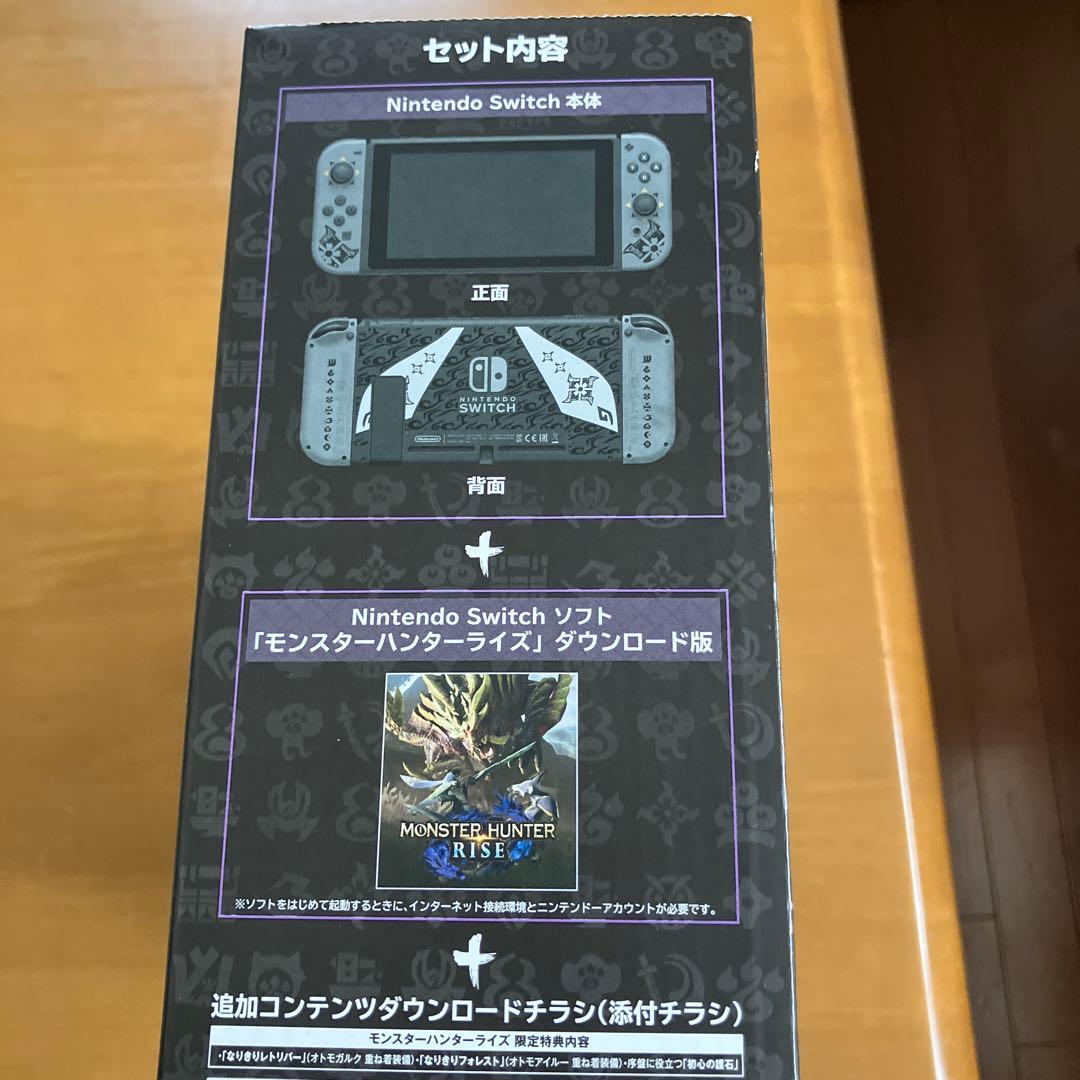 セット内容
Nintendo Switch 本体
正面
NINTENDO
SWITCH
Nintendo
背面
Nintendo Switch ソフト
「モンスターハンターライズ」ダウンロード版
MONSTER HUNTER
RISE
※ソフトをはじめて起動するときに、インターネット接続環境とニンテンドーアカウントが必要です。
追加コンテンツダウンロードチラシ(添付チラシ)
モンスターハンターライズ 限定特典内容
・「なりきりレトリバー」(オトモガルク 重ね着装備)・「なりきりフォレスト」(オトモアイルー 重ね着装備)・序盤に役立つ「初心の護石」